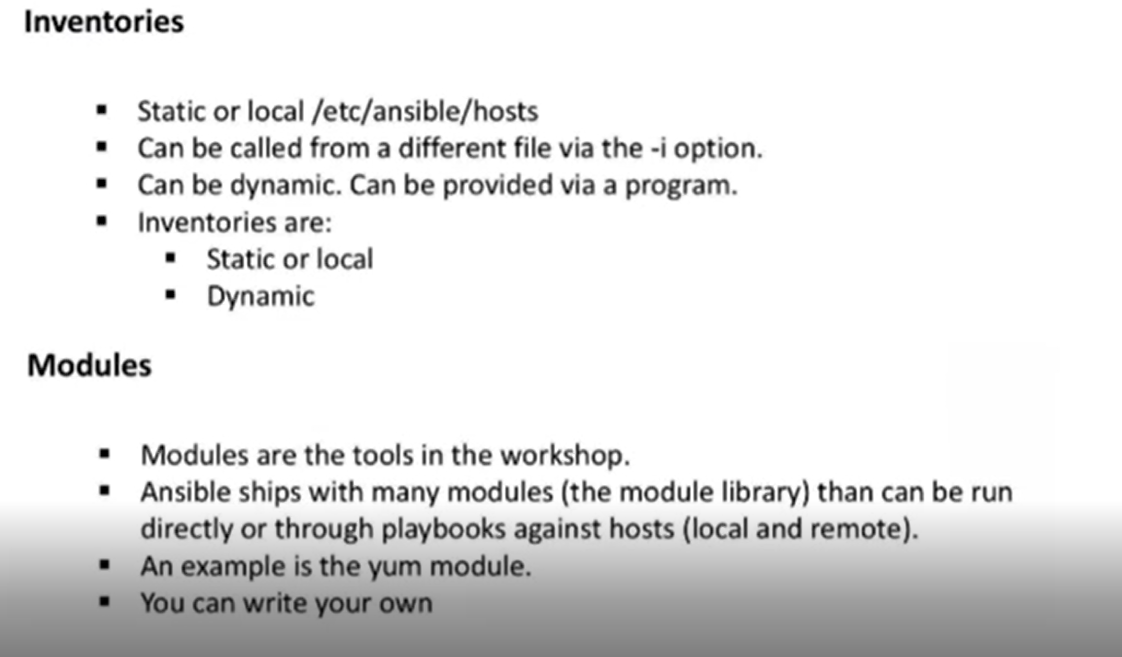 Inventories
▪ Static or local /etc/ansible/hosts
▪ Can be called from a different file via the -i option.
▪ Can be dynamic. Can be provided via a program.
▪ Inventories are:
▪ Static or local
▪ Dynamic
Modules
▪ Modules are the tools in the workshop.
▪ Ansible ships with many modules (the module library) than can be run
directly or through playbooks against hosts (local and remote).
▪ An example is the yum module.
▪ You can write your own